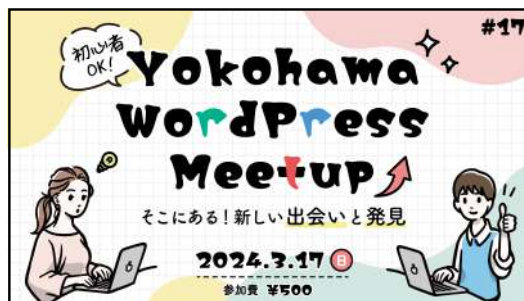 #17
初心者
OK!
Yokohama
WordPress
Meetup
そこにある!新しい出会いと発見
2024.3.17 日
参加費 ¥500